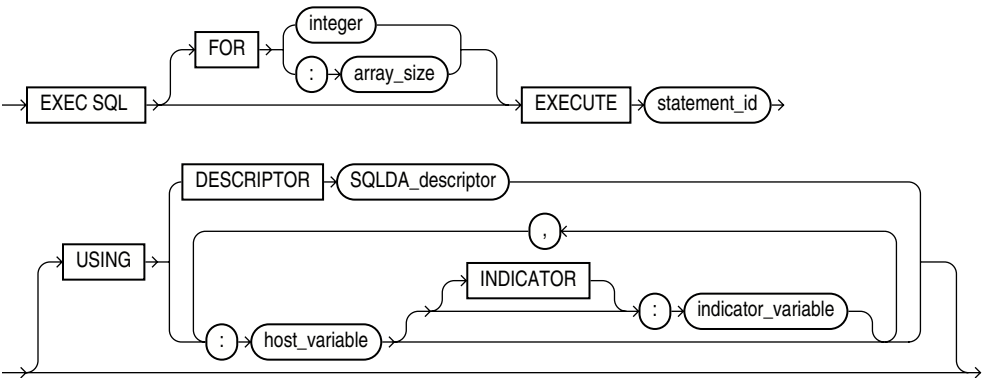 integer
FOR
: array_size
EXEC SQL EXECUTE statement_id
DESCRIPTOR SQLDA_descriptor
,
USING
INDICATOR
: indicator_variable
: host_variable